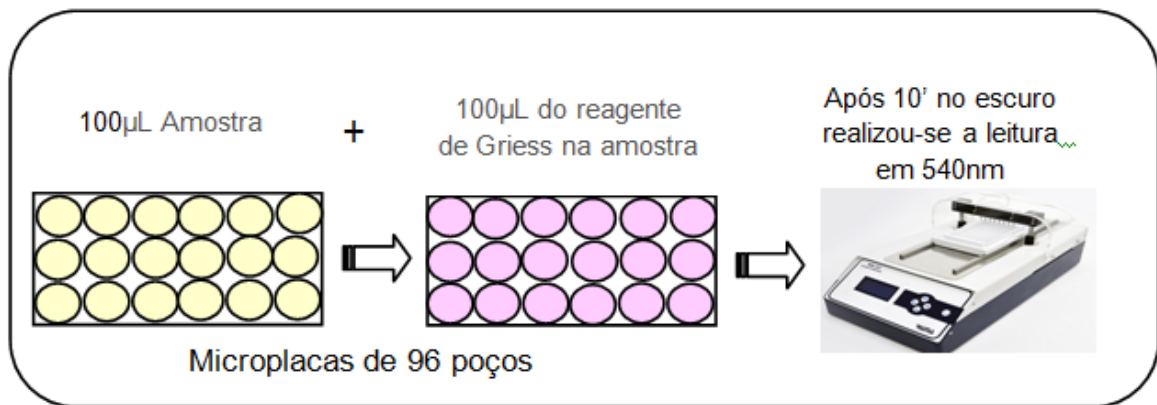 100µL Amostra
+
100µL do reagente
de Griess na amostra
Após 10' no escuro
realizou-se a leitura
em 540nm
Microplacas de 96 poços